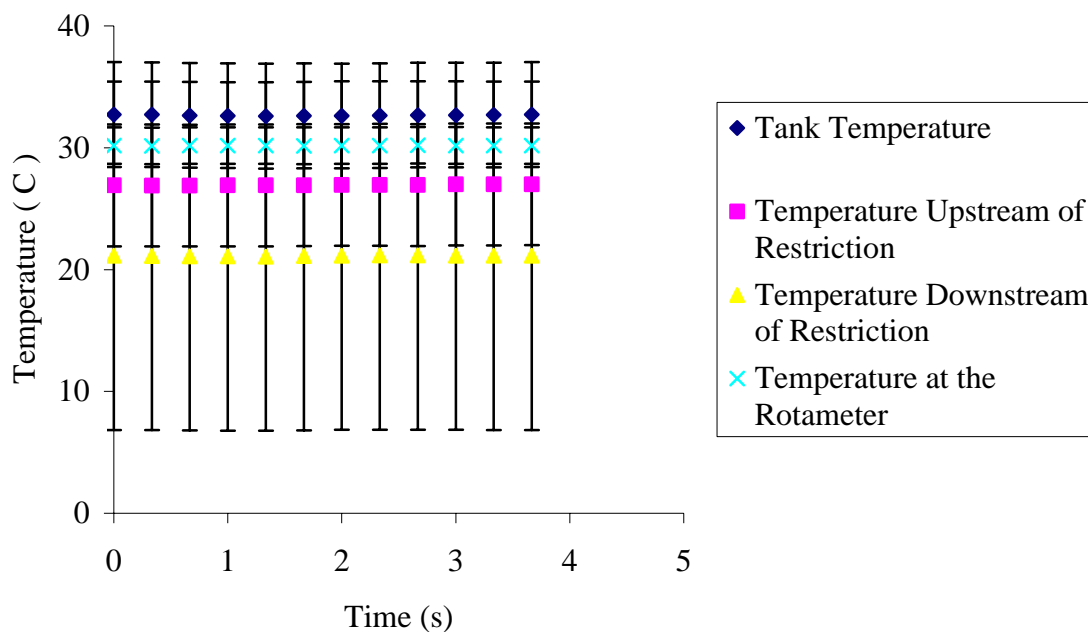 40
30
20
10
0
0 1 2 3 4 5
Temperature ( C )
Time (s)
Tank Temperature
Temperature Upstream of
Restriction
Temperature Downstream
of Restriction
Temperature at the
Rotameter